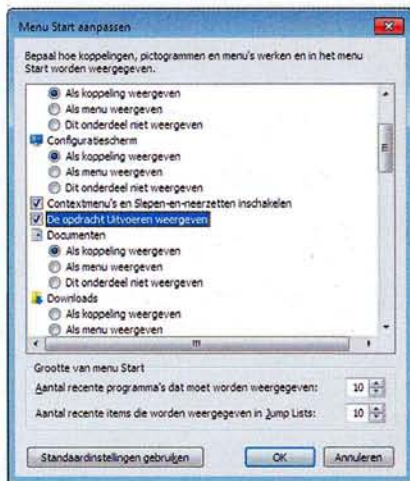 Menu Start aanpassen
Bepaal hoe koppelingen, pictogrammen en menu's werken en in het menu
Start worden weergegeven.
Als koppeling weergeven
Als menu weergeven
Dit onderdeel niet weergeven
Configuratiescherm
Als koppeling weergeven
Als menu weergeven
Dit onderdeel niet weergeven
Contextmenu's en Slepen-en-neerzetten inschakelen
De opdracht Uitvoeren weergeven
Documenten
Als koppeling weergeven
Als menu weergeven
Dit onderdeel niet weergeven
Downloads
Als koppeling weergeven
Als menu weergeven
Grootte van menu Start
Aantal recente programma's dat moet worden weergegeven: 10
Aantal recente items die worden weergegeven in Jump Lists: 10
Standaardinstellingen gebruiken OK Annuleren